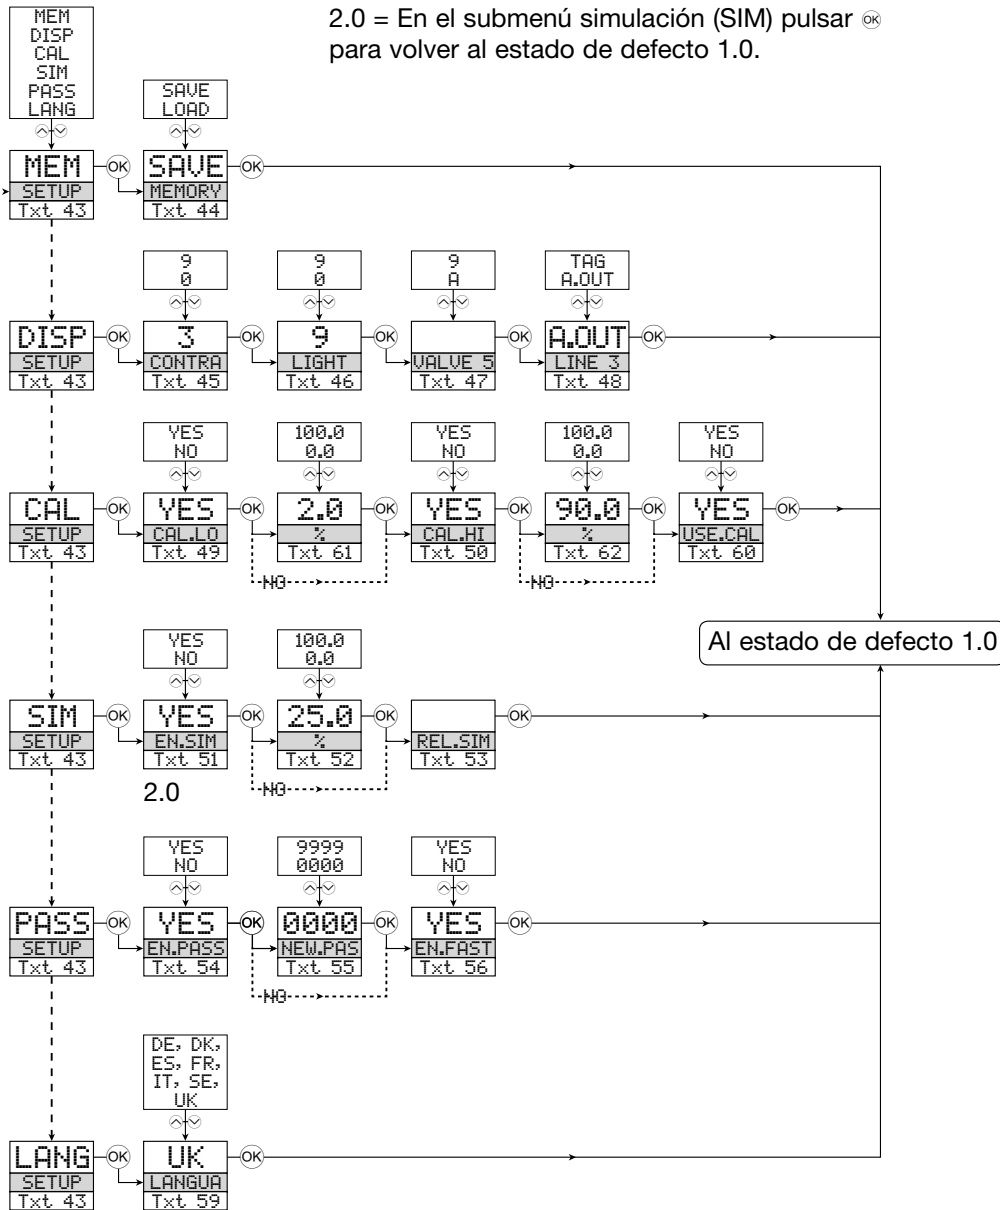 2.0 = En el submenú simulación (SIM) pulsar OK
para volver al estado de defecto 1.0.
MEM
DISP
CAL
SIM
PASS
LANG
SAVE
LOAD
MEM OK SAVE OK
SETUP MEMORY
Txt 43 Txt 44
9 9 9 TAG
0 0 A A.OUT
DISP OK 3 OK 9 OK OK A.OUT OK
SETUP CONTRA LIGHT VALVE 5 LINE 3
Txt 43 Txt 45 Txt 46 Txt 47 Txt 48
YES 100.0 YES 100.0 YES
NO 0.0 NO 0.0 NO
CAL OK YES OK 2.0 OK YES OK 90.0 OK YES OK
SETUP CAL.LO % CAL.HI % USE.CAL
Txt 43 Txt 49 Txt 61 Txt 50 Txt 62 Txt 60
NO NO
Al estado de defecto 1.0
YES 100.0
NO 0.0
SIM OK YES OK 25.0 OK OK
SETUP EN.SIM % REL.SIM
Txt 43 Txt 51 Txt 52 Txt 53
2.0 NO
YES 9999 YES
NO 0000 NO
PASS OK YES OK 0000 OK YES OK
SETUP EN.PASS NEW.PAS EN.FAST
Txt 43 Txt 54 Txt 55 Txt 56
NO
DE, DK,
ES, FR,
IT, SE,
UK
LANG OK UK OK
SETUP LANGUA
Txt 43 Txt 59